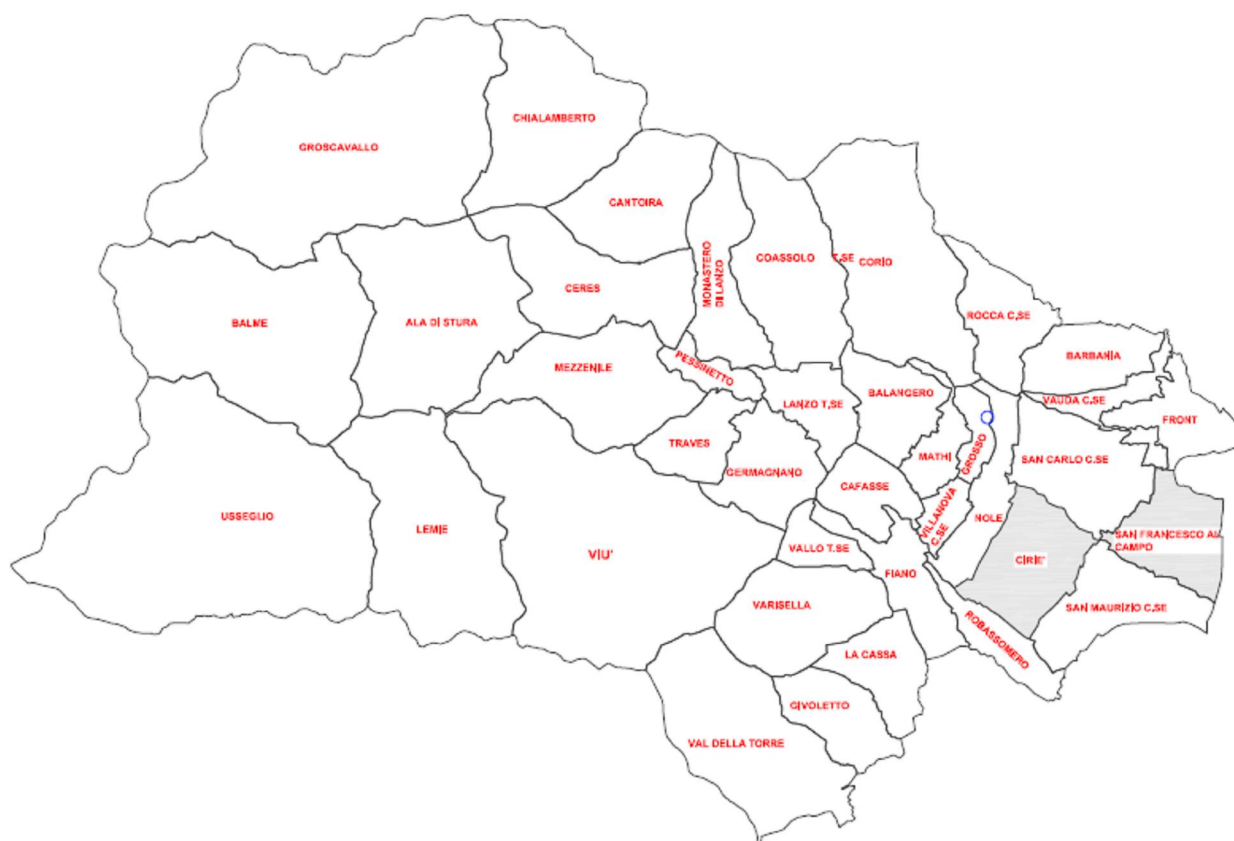 CHIALAMBERTO
GROSCAVALLO
CANTOIRA
MONASTERO
DI LANZO
COASSOLO T.SE
CORIO
CERES
ROCCA C.SE
BALME
ALA DI STURA
BARBANIA
MEZZENILE
PESSINETTO
LANZO T.SE
BALANGERO
VAUDA C.SE
FRONT
TRAVES
GERMAGNANO
MATHI
GROSSO
SAN CARLO C.SE
CAFASSE
USSEGLIO
LEMIE
VIU'
VILLANOVA
C.SE
NOLE
SAN FRANCESCO AL
CAMPO
VALLO T.SE
CIRIE'
FIANO
VARISELLA
SAN MAURIZIO C.SE
ROBASSOMERO
LA CASSA
GIVOLETTO
VAL DELLA TORRE